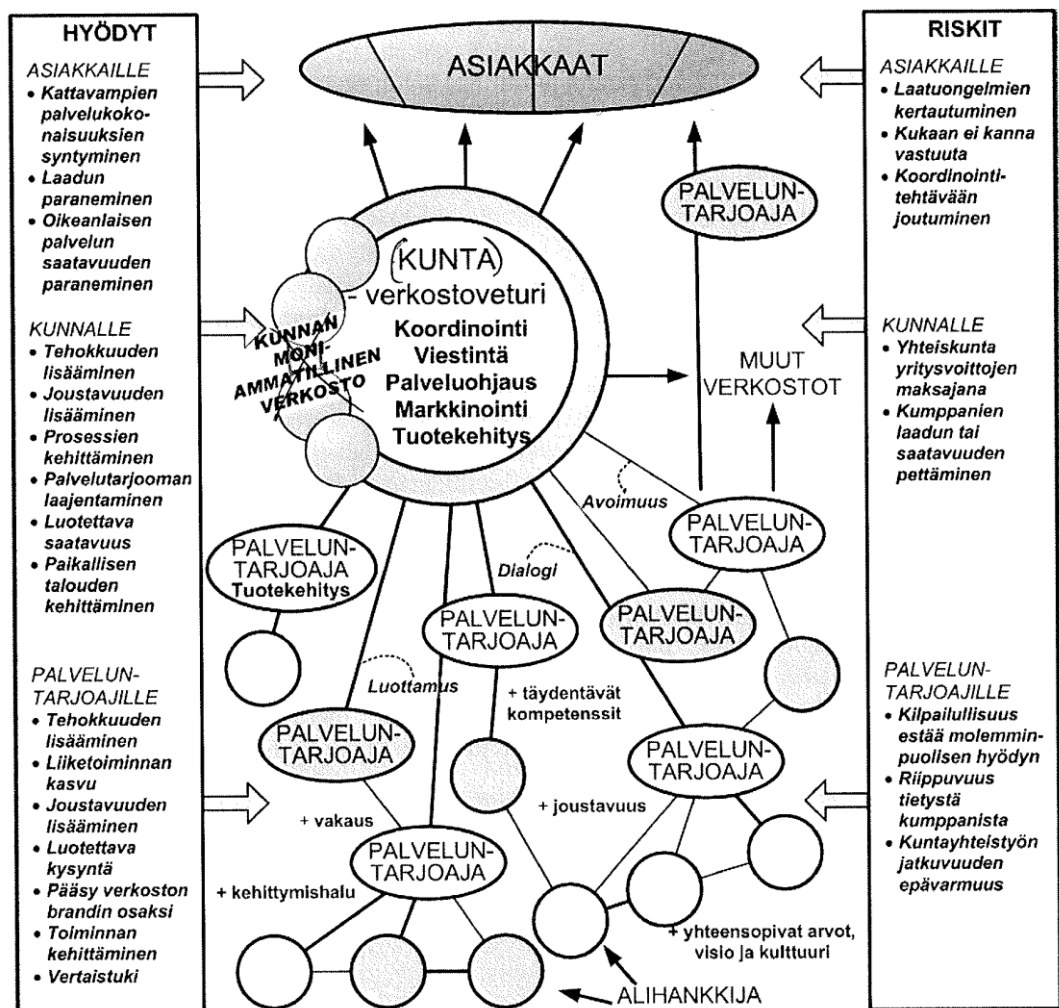 HYÖDYT
ASIAKKAILLE
• Kattavampien
palvelukoko-
naisuuksien
syntyminen
• Laadun
paraneminen
• Oikeanlaisen
palvelun
saatavuuden
paraneminen
KUNNALLE
• Tehokkuuden
lisääminen
• Joustavuuden
lisääminen
• Prosessien
kehittäminen
• Palvelutarjooman
laajentaminen
• Luotettava
saatavuus
• Paikallisen
talouden
kehittäminen
PALVELUN-
TARJOAJILLE
• Tehokkuuden
lisääminen
• Liiketoiminnan
kasvu
• Joustavuuden
lisääminen
• Luotettava
kysyntä
• Pääsy verkoston
brandin osaksi
• Toiminnan
kehittäminen
• Vertaistuki
ASIAKKAAT
PALVELUN-
TARJOAJA
(KUNTA)
- verkostoveturi
Koordinointi
Viestintä
Palveluohjaus
Markkinointi
Tuotekehitys
KUNNAN
MONI-
AMMATILLINEN
VERKOSTO
MUUT
VERKOSTOT
Avoimuus
PALVELUN-
TARJOAJA
PALVELUN-
TARJOAJA
Tuotekehitys
Dialogi
PALVELUN-
TARJOAJA
PALVELUN-
TARJOAJA
Luottamus
+ täydentävät
kompetenssit
PALVELUN-
TARJOAJA
PALVELUN-
TARJOAJA
+ joustavuus
+ vakaus
PALVELUN-
TARJOAJA
+ kehittymishalu
+ yhteensopivat arvot,
visio ja kulttuuri
ALIHANKKIJA
RISKIT
ASIAKKAILLE
• Laatuongelmien
kertautuminen
• Kukaan ei kanna
vastuuta
• Koordinointi-
tehtävään
joutuminen
KUNNALLE
• Yhteiskunta
yritysvoittojen
maksajana
• Kumppanien
laadun tai
saatavuuden
pettäminen
PALVELUN-
TARJOAJILLE
• Kilpailullisuus
estää molemmin-
puolisen hyödyn
• Riippuvuus
tietystä
kumppanista
• Kuntayhteistyön
jatkuvuuden
epävarmuus